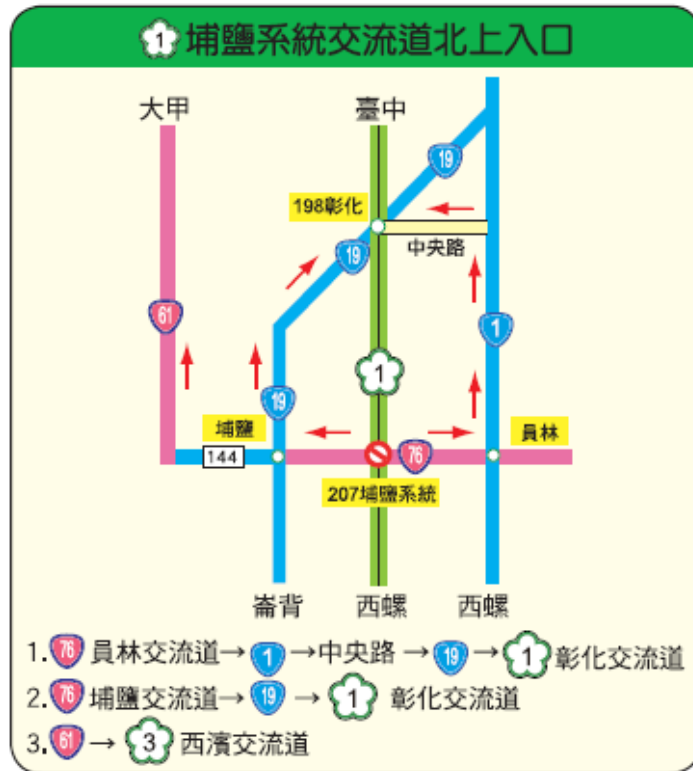 1 埔鹽系統交流道北上入口
大甲
臺中
19
198彰化
中央路
19
61
1
1
19
埔鹽
員林
144
76
207埔鹽系統
崙背
西螺
西螺
1. 76 員林交流道→ 1 →中央路→ 19 → 1 彰化交流道
2. 76 埔鹽交流道→ 19 → 1 彰化交流道
3. 61 → 3 西濱交流道